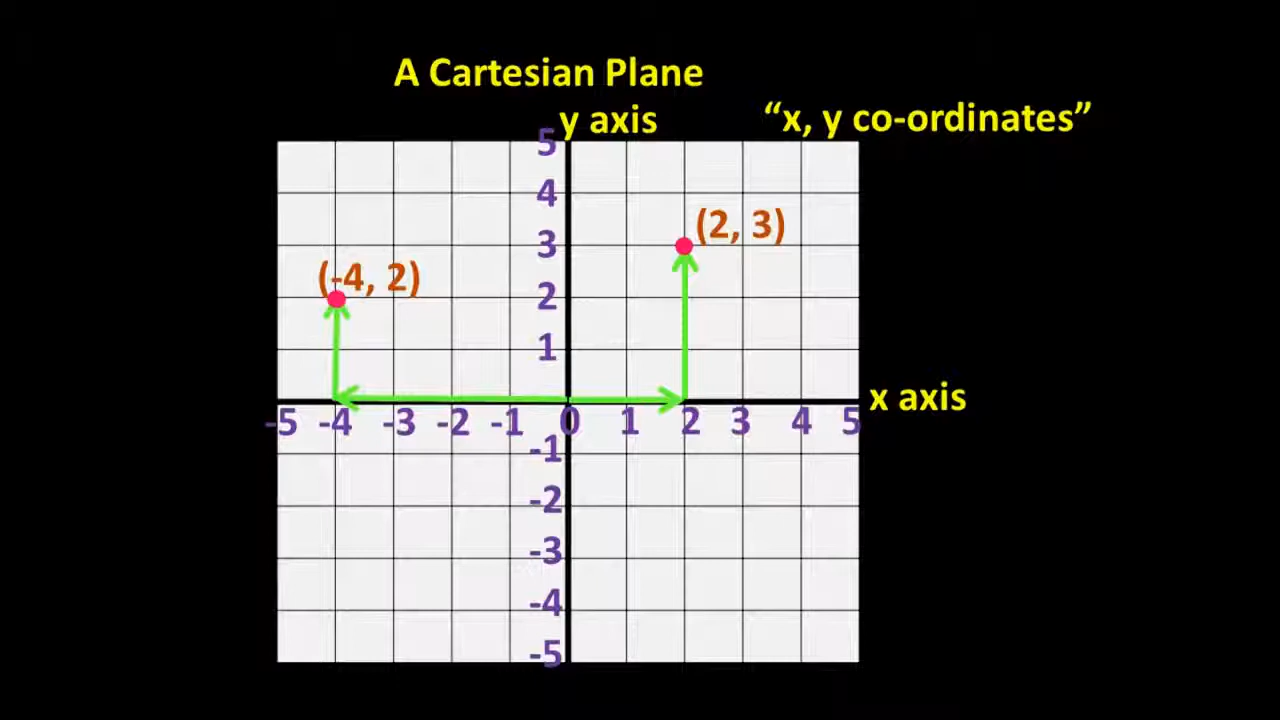 A Cartesian Plane
y axis
“x, y co-ordinates”
5
4
(2, 3)
3
(-4, 2)
2
1
x axis
-5 -4 -3 -2 -1 0 1 2 3 4 5
-1
-2
-3
-4
-5